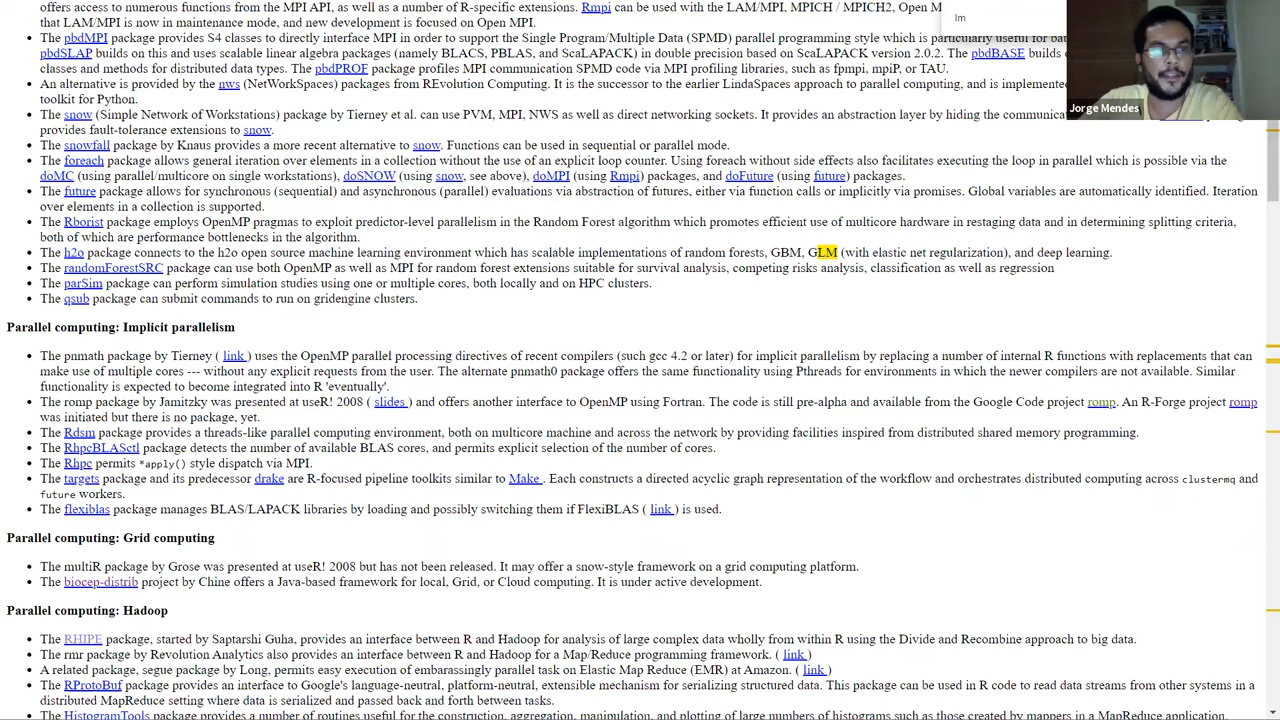 offers access to numerous functions from the MPI API, as well as a number of R-specific extensions. Rmpi can be used with the LAM/MPI, MPICH / MPICH2, Open M
lm
that LAM/MPI is now in maintenance mode, and new development is focused on Open MPI.
The pbdMPI package provides S4 classes to directly interface MPI in order to support the Single Program/Multiple Data (SPMD) parallel programming style which is particularly useful for
pbdSLAP builds on this and uses scalable linear algebra packages (namely BLACS, PBLAS, and ScaLAPACK) in double precision based on ScaLAPACK version 2.0.2. The pbdBASE builds
classes and methods for distributed data types. The pbdPROF package profiles MPI communication SPMD code via MPI profiling libraries, such as fpmpi, mpiP, or TAU.
An alternative is provided by the nws (NetWorkSpaces) packages from REvolution Computing. It is the successor to the earlier LindaSpaces approach to parallel computing, and is implemente
toolkit for Python.
Jorge Mendes
The snow (Simple Network of Workstations) package by Tierney et al. can use PVM, MPI, NWS as well as direct networking sockets. It provides an abstraction layer by hiding the communica
provides fault-tolerance extensions to snow.
The snowfall package by Knaus provides a more recent alternative to snow. Functions can be used in sequential or parallel mode.
The foreach package allows general iteration over elements in a collection without the use of an explicit loop counter. Using foreach without side effects also facilitates executing the loop in parallel which is possible via the
doMC (using parallel/multicore on single workstations), doSNOW (using snow, see above), doMPI (using Rmpi) packages, and doFuture (using future) packages.
The future package allows for synchronous (sequential) and asynchronous (parallel) evaluations via abstraction of futures, either via function calls or implicitly via promises. Global variables are automatically identified. Iteration
over elements in a collection is supported.
The Rborist package employs OpenMP pragmas to exploit predictor-level parallelism in the Random Forest algorithm which promotes efficient use of multicore hardware in restaging data and in determining splitting criteria,
both of which are performance bottlenecks in the algorithm.
The h2o package connects to the h2o open source machine learning environment which has scalable implementations of random forests, GBM, GLM (with elastic net regularization), and deep learning.
The randomForestSRC package can use both OpenMP as well as MPI for random forest extensions suitable for survival analysis, competing risks analysis, classification as well as regression
The parSim package can perform simulation studies using one or multiple cores, both locally and on HPC clusters.
The qsub package can submit commands to run on gridengine clusters.
Parallel computing: Implicit parallelism
The pnmath package by Tierney ( link ) uses the OpenMP parallel processing directives of recent compilers (such gcc 4.2 or later) for implicit parallelism by replacing a number of internal R functions with replacements that can
make use of multiple cores --- without any explicit requests from the user. The alternate pnmath0 package offers the same functionality using Pthreads for environments in which the newer compilers are not available. Similar
functionality is expected to become integrated into R 'eventually'.
The romp package by Jamitzky was presented at useR! 2008 ( slides ) and offers another interface to OpenMP using Fortran. The code is still pre-alpha and available from the Google Code project romp. An R-Forge project romp
was initiated but there is no package, yet.
The Rdsm package provides a threads-like parallel computing environment, both on multicore machine and across the network by providing facilities inspired from distributed shared memory programming.
The RhpcBLASctl package detects the number of available BLAS cores, and permits explicit selection of the number of cores.
The Rhpc permits *apply() style dispatch via MPI.
The targets package and its predecessor drake are R-focused pipeline toolkits similar to Make . Each constructs a directed acyclic graph representation of the workflow and orchestrates distributed computing across clustermq and
future workers.
The flexiblas package manages BLAS/LAPACK libraries by loading and possibly switching them if FlexiBLAS ( link ) is used.
Parallel computing: Grid computing
The multiR package by Grose was presented at useR! 2008 but has not been released. It may offer a snow-style framework on a grid computing platform.
The biocep-distrib project by Chine offers a Java-based framework for local, Grid, or Cloud computing. It is under active development.
Parallel computing: Hadoop
The RHIPE package, started by Saptarshi Guha, provides an interface between R and Hadoop for analysis of large complex data wholly from within R using the Divide and Recombine approach to big data.
The rmr package by Revolution Analytics also provides an interface between R and Hadoop for a Map/Reduce programming framework. ( link )
A related package, segue package by Long, permits easy execution of embarassingly parallel task on Elastic Map Reduce (EMR) at Amazon. ( link )
The RProtoBuf package provides an interface to Google's language-neutral, platform-neutral, extensible mechanism for serializing structured data. This package can be used in R code to read data streams from other systems in a
distributed MapReduce setting where data is serialized and passed back and forth between tasks.
The HistogramTools package provides a number of routines useful for the construction, aggregation, manipulation, and plotting of large numbers of histograms such as those created by mappers in a MapReduce application.